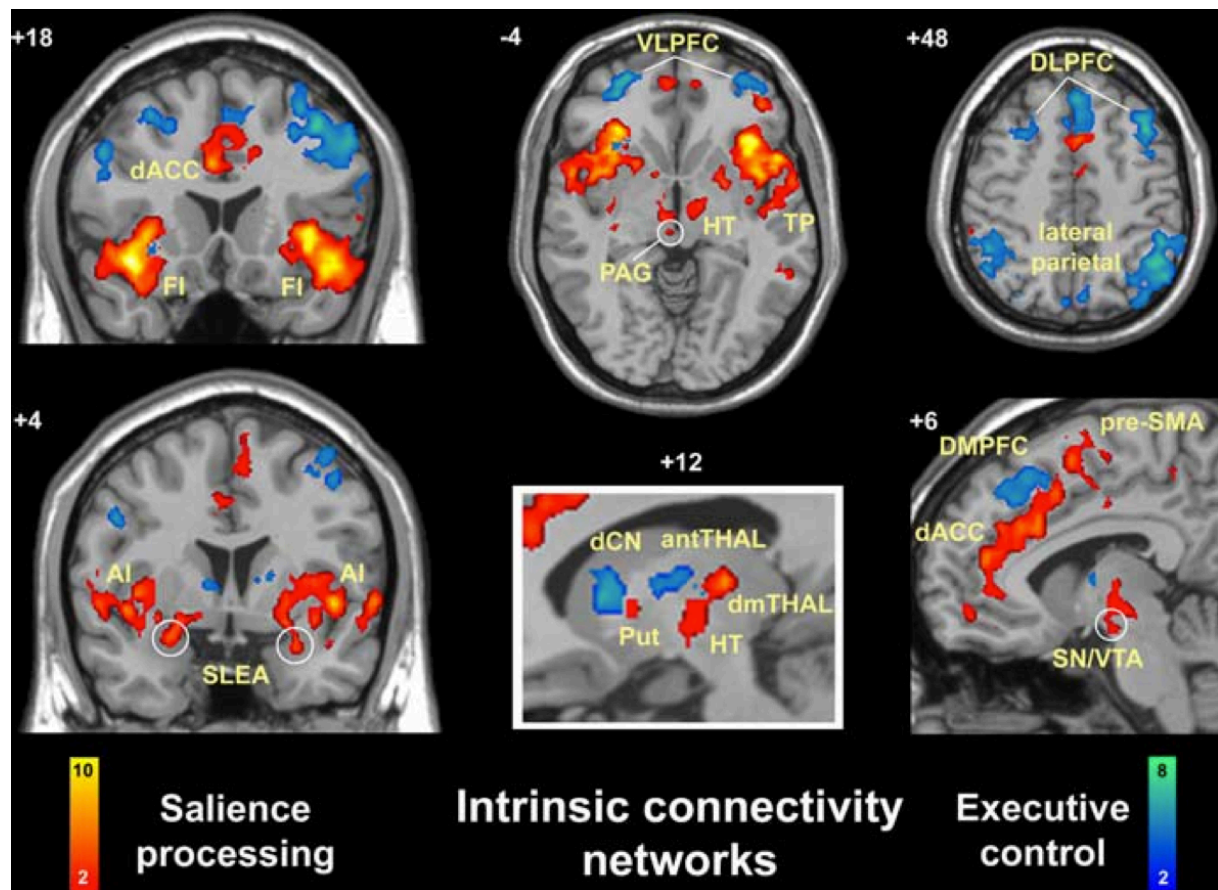 +18
dACC
FI
FI
-4
VLPFC
HT
TP
PAG
+48
DLPFC
lateral
parietal
+4
AI
AI
SLEA
+12
dCN
antTHAL
dmTHAL
Put
HT
+6
pre-SMA
DMPFC
dACC
SN/VTA
10
2
Salience
processing
Intrinsic connectivity
networks
Executive
control
8
2